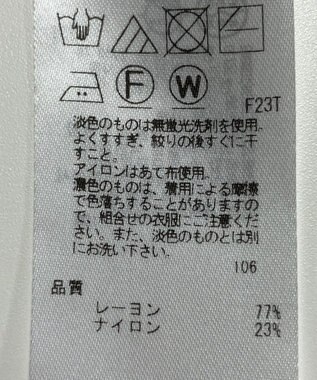 F W
F23T
淡色のものは無蛍光洗剤を使用。
よくすすぎ、絞りの後すぐに干
すこと。
アイロンはあて布使用。
濃色のものは、着用による摩擦
で色落ちすることがありますの
で、組合せの衣服にご注意くだ
さい。また、淡色のものとは別
にお洗い下さい。
106
品質
レーヨン 77%
ナイロン 23%